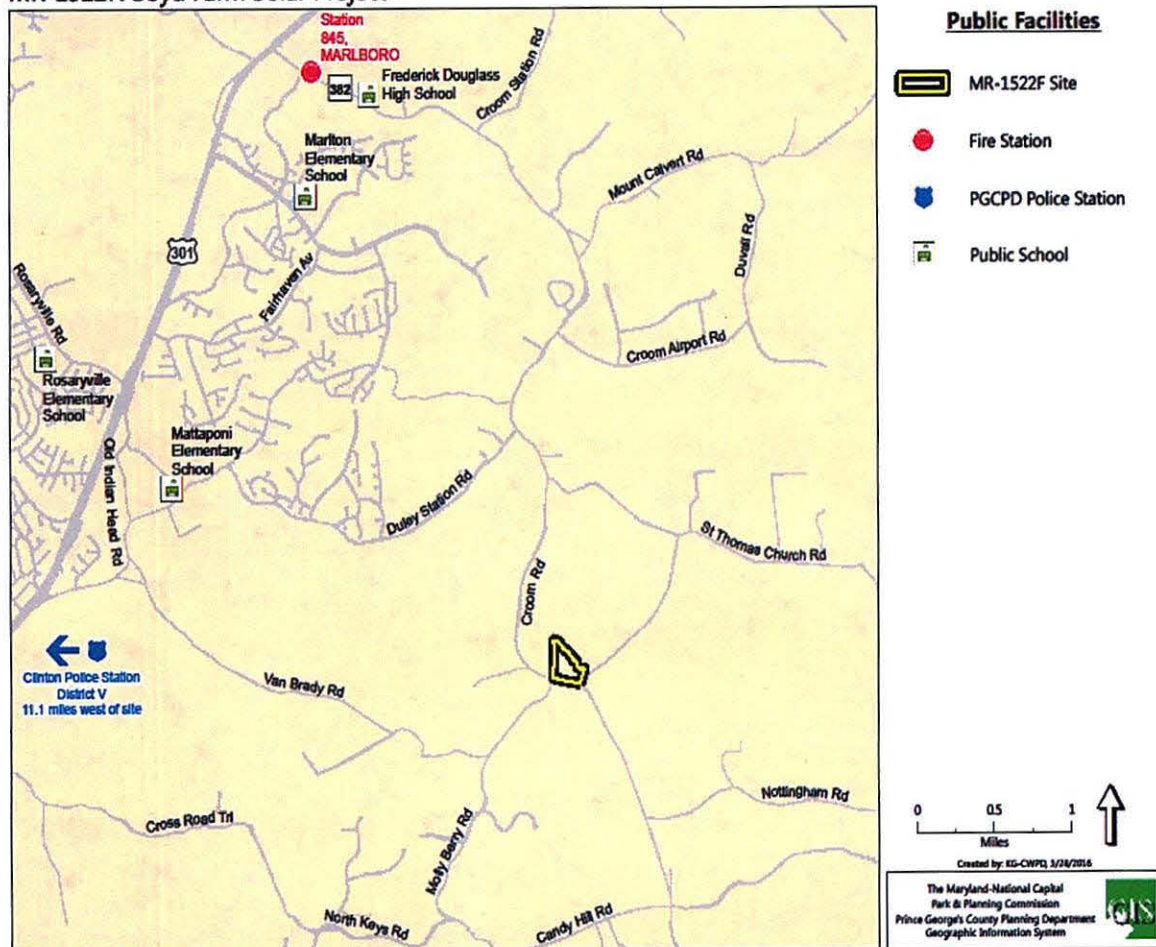 Station
845,
MARLBORO
382
Frederick Douglass
High School
Croom Station Rd
Marlton
Elementary
School
Mount Calvert Rd
301
Duvall Rd
Rosaryville Rd
Fairhaven Av
Croom Airport Rd
Rosaryville
Elementary
School
Old Indian Head Rd
Mattaponi
Elementary
School
Duley Station Rd
St Thomas Church Rd
Croom Rd
Clinton Police Station
District V
11.1 miles west of site
Van Brady Rd
Nottingham Rd
Cross Road Trl
Molly Berry Rd
North Keys Rd
Candy Hill Rd
Public Facilities
MR-1522F Site
Fire Station
PGCPD Police Station
Public School
0 0.5 1
Miles
Created by: KG-CWPD, 3/28/2016
The Maryland-National Capital
Park & Planning Commission
Prince George's County Planning Department
Geographic Information System
GIS